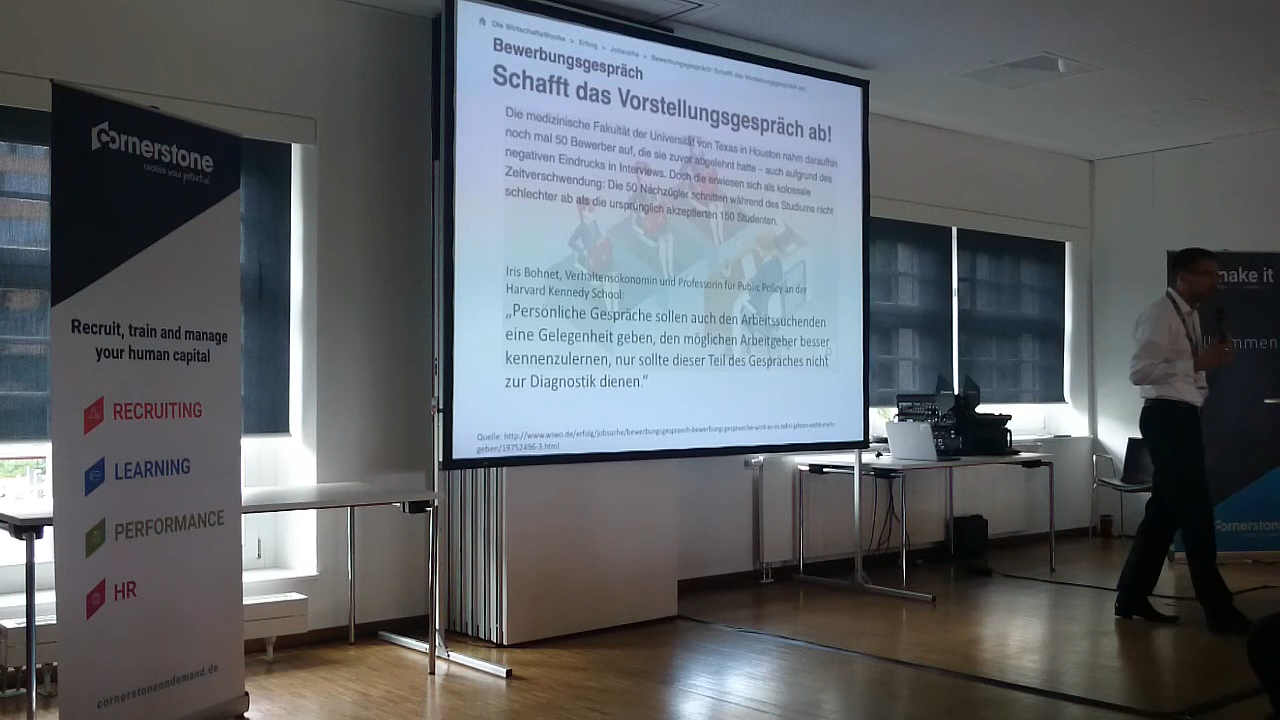 cornerstone
realise your potential
Recruit, train and manage
your human capital
RECRUITING
LEARNING
PERFORMANCE
HR
cornerstoneondemand.de
Die WirtschaftsWoche > Erfolg > Jobsuche > Bewerbungsgespräch: Schafft das Vorstellungsgespräch ab!
Bewerbungsgespräch
Schafft das Vorstellungsgespräch ab!
Die medizinische Fakultät der Universität von Texas in Houston nahm daraufhin
noch mal 50 Bewerber auf, die sie zuvor abgelehnt hatte – auch aufgrund des
negativen Eindrucks in Interviews. Doch die erwiesen sich als kolossale
Zeitverschwendung: Die 50 Nachzügler schnitten während des Studiums nicht
schlechter ab als die ursprünglich akzeptierten 150 Studenten.
Iris Bohnet, Verhaltensökonomin und Professorin für Public Policy an der
Harvard Kennedy School:
„Persönliche Gespräche sollen auch den Arbeitssuchenden
eine Gelegenheit geben, den möglichen Arbeitgeber besser
kennenzulernen, nur sollte dieser Teil des Gespräches nicht
zur Diagnostik dienen.“
Quelle: http://www.wiwo.de/erfolg/jobsuche/bewerbungsgespraech-bewerbungsgespraeche-wird-es-in-zehn-jahren-nicht-mehr-
geben/19752496-3.html
make it
llkommen
cornerstone